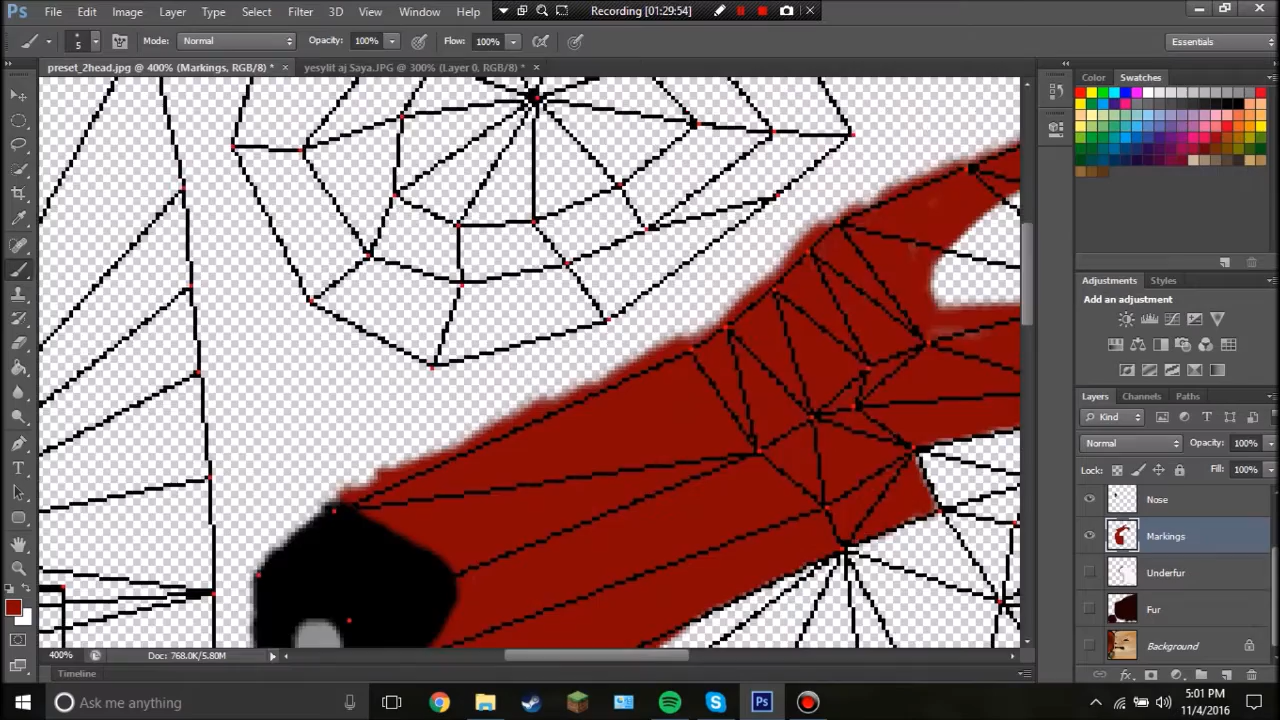 Ps File Edit Image Layer Type Select Filter 3D View Window Help
Recording [01:29:54]
5 Mode: Normal Opacity: 100% Flow: 100% Essentials
preset_2head.jpg @ 400% (Markings, RGB/8) * × yesylit aj Saya.JPG @ 300% (Layer 0, RGB/8) * ×
Color Swatches
Adjustments Styles
Add an adjustment
Layers Channels Paths
Kind
Normal Opacity: 100%
Lock: Fill: 100%
Nose
Markings
Underfur
Fur
Background
400% Doc: 768.0K/5.80M
Timeline
Ask me anything
Ps
5:01 PM
11/4/2016